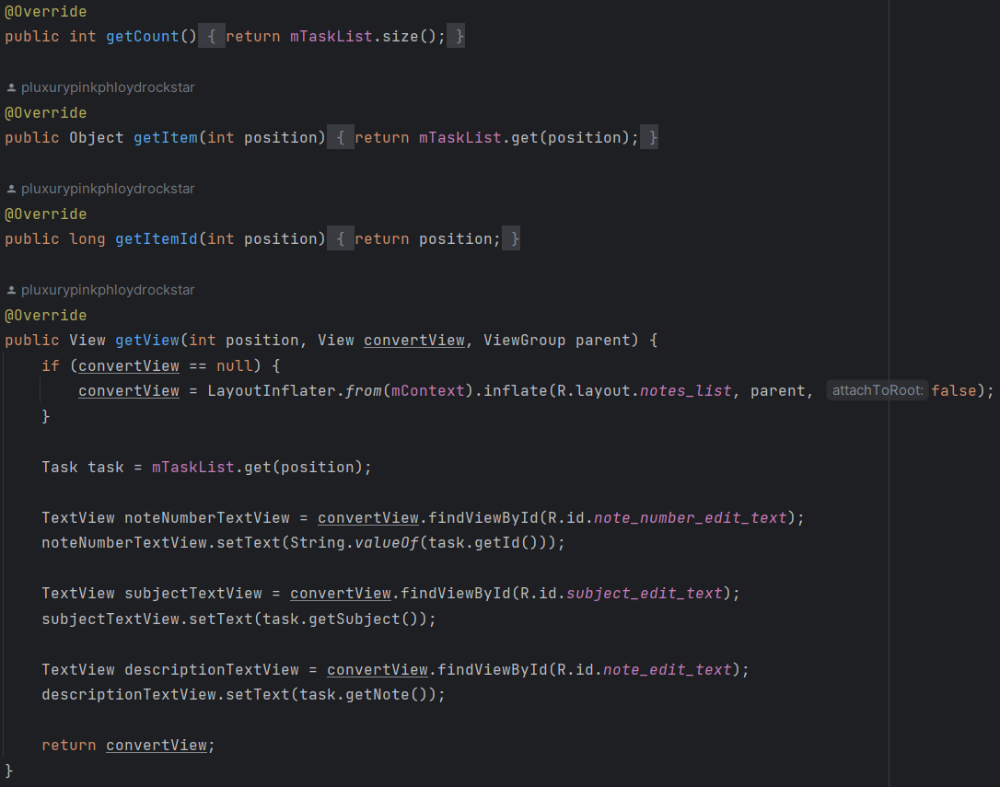 @Override
public int getCount() { return mTaskList.size(); }
pluxurypinkphloydrockstar
@Override
public Object getItem(int position) { return mTaskList.get(position); }
pluxurypinkphloydrockstar
@Override
public long getItemId(int position) { return position; }
pluxurypinkphloydrockstar
@Override
public View getView(int position, View convertView, ViewGroup parent) {
if (convertView == null) {
convertView = LayoutInflater.from(mContext).inflate(R.layout.notes_list, parent, attachToRoot: false);
}
Task task = mTaskList.get(position);
TextView noteNumberTextView = convertView.findViewById(R.id.note_number_edit_text);
noteNumberTextView.setText(String.valueOf(task.getId()));
TextView subjectTextView = convertView.findViewById(R.id.subject_edit_text);
subjectTextView.setText(task.getSubject());
TextView descriptionTextView = convertView.findViewById(R.id.note_edit_text);
descriptionTextView.setText(task.getNote());
return convertView;
}